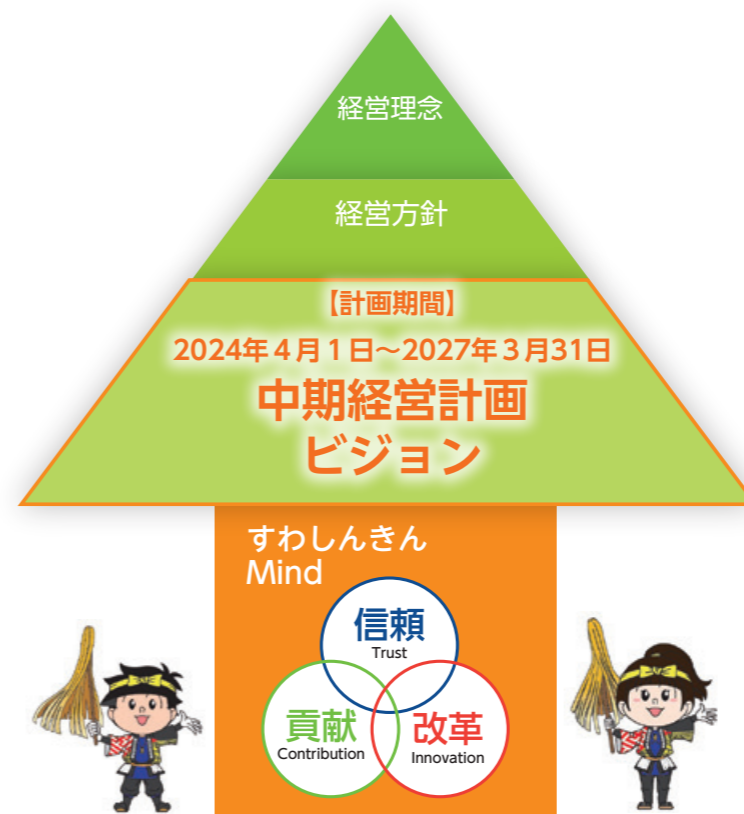 経営理念
経営方針
【計画期間】
2024年4月1日～2027年3月31日
中期経営計画
ビジョン
すわしんきん
Mind
信頼
Trust
貢献
Contribution
改革
Innovation